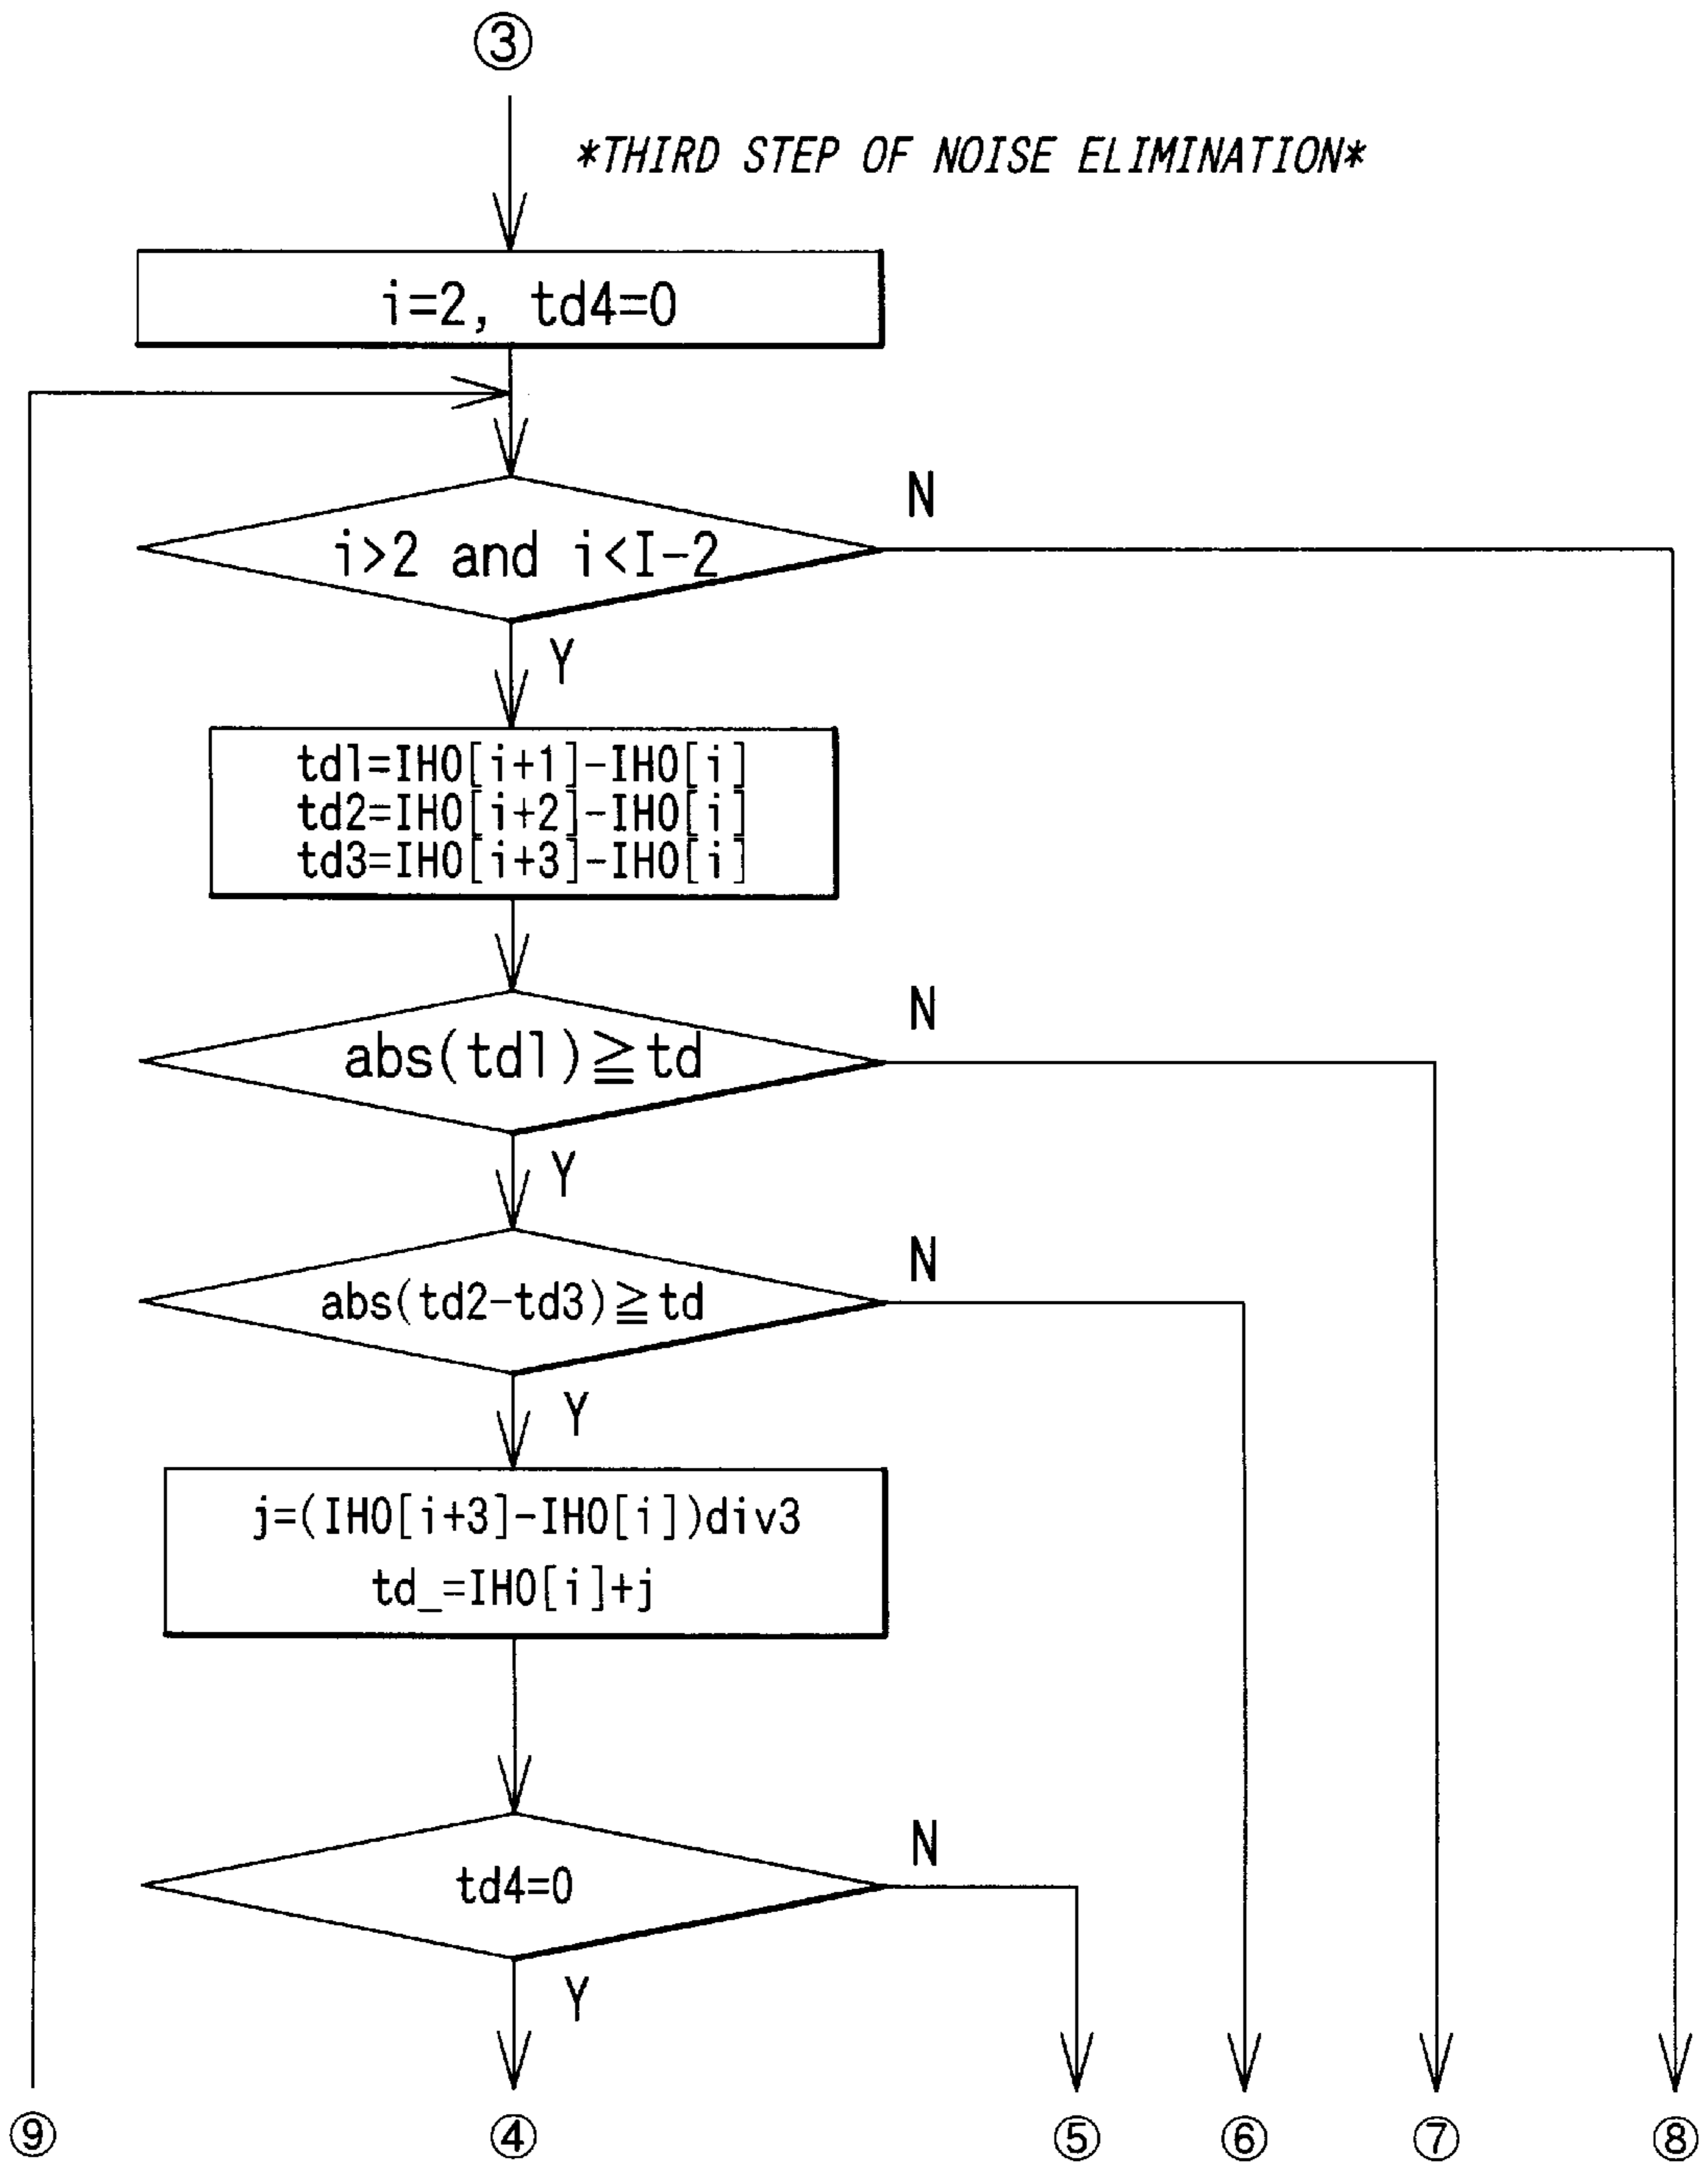 ③
*THIRD STEP OF NOISE ELIMINATION*
i=2, td4=0
N
i>2 and i<I-2
Y
td1=IH0[i+1]-IH0[i]
td2=IH0[i+2]-IH0[i]
td3=IH0[i+3]-IH0[i]
N
abs(td1)≧td
Y
N
abs(td2-td3)≧td
Y
j=(IH0[i+3]-IH0[i])div3
td_=IH0[i]+j
N
td4=0
Y
⑨ ④ ⑤ ⑥ ⑦ ⑧